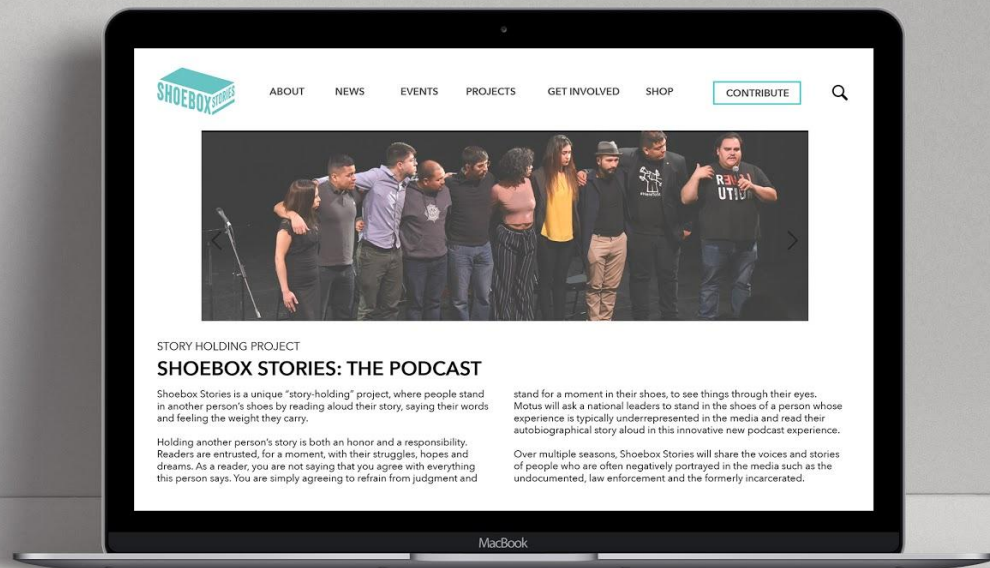 SHOEBOX STORIES
ABOUT
NEWS
EVENTS
PROJECTS
GET INVOLVED
SHOP
CONTRIBUTE
STORY HOLDING PROJECT
SHOEBOX STORIES: THE PODCAST
Shoebox Stories is a unique “story-holding” project, where people stand
in another person’s shoes by reading aloud their story, saying their words
and feeling the weight they carry.
Holding another person’s story is both an honor and a responsibility.
Readers are entrusted, for a moment, with their struggles, hopes and
dreams. As a reader, you are not saying that you agree with everything
this person says. You are simply agreeing to refrain from judgment and
stand for a moment in their shoes, to see things through their eyes.
Motus will ask a national leaders to stand in the shoes of a person whose
experience is typically underrepresented in the media and read their
autobiographical story aloud in this innovative new podcast experience.
Over multiple seasons, Shoebox Stories will share the voices and stories
of people who are often negatively portrayed in the media such as the
undocumented, law enforcement and the formerly incarcerated.
MacBook